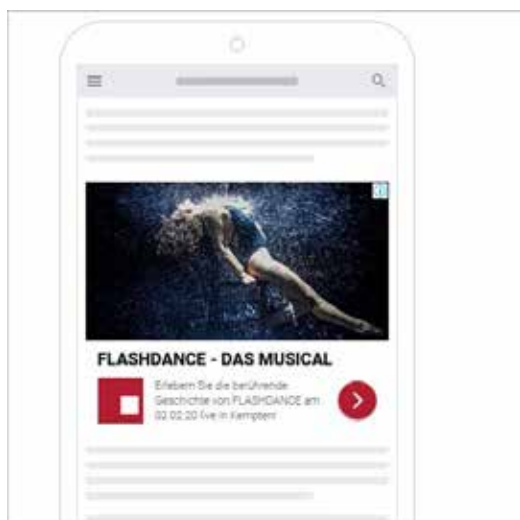 FLASHDANCE - DAS MUSICAL
Erleben Sie die berührende
Geschichte von FLASHDANCE am
02.02.20 live in Kempten!